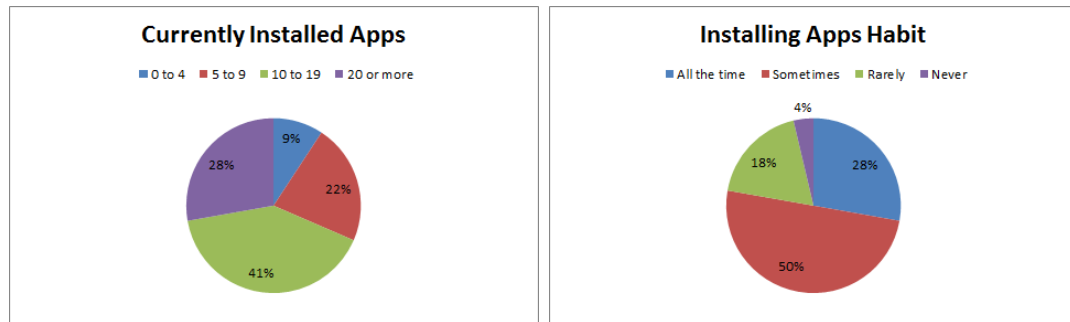 Currently Installed Apps
0 to 4 5 to 9 10 to 19 20 or more
9%
28%
22%
41%
Installing Apps Habit
All the time Sometimes Rarely Never
4%
18%
28%
50%